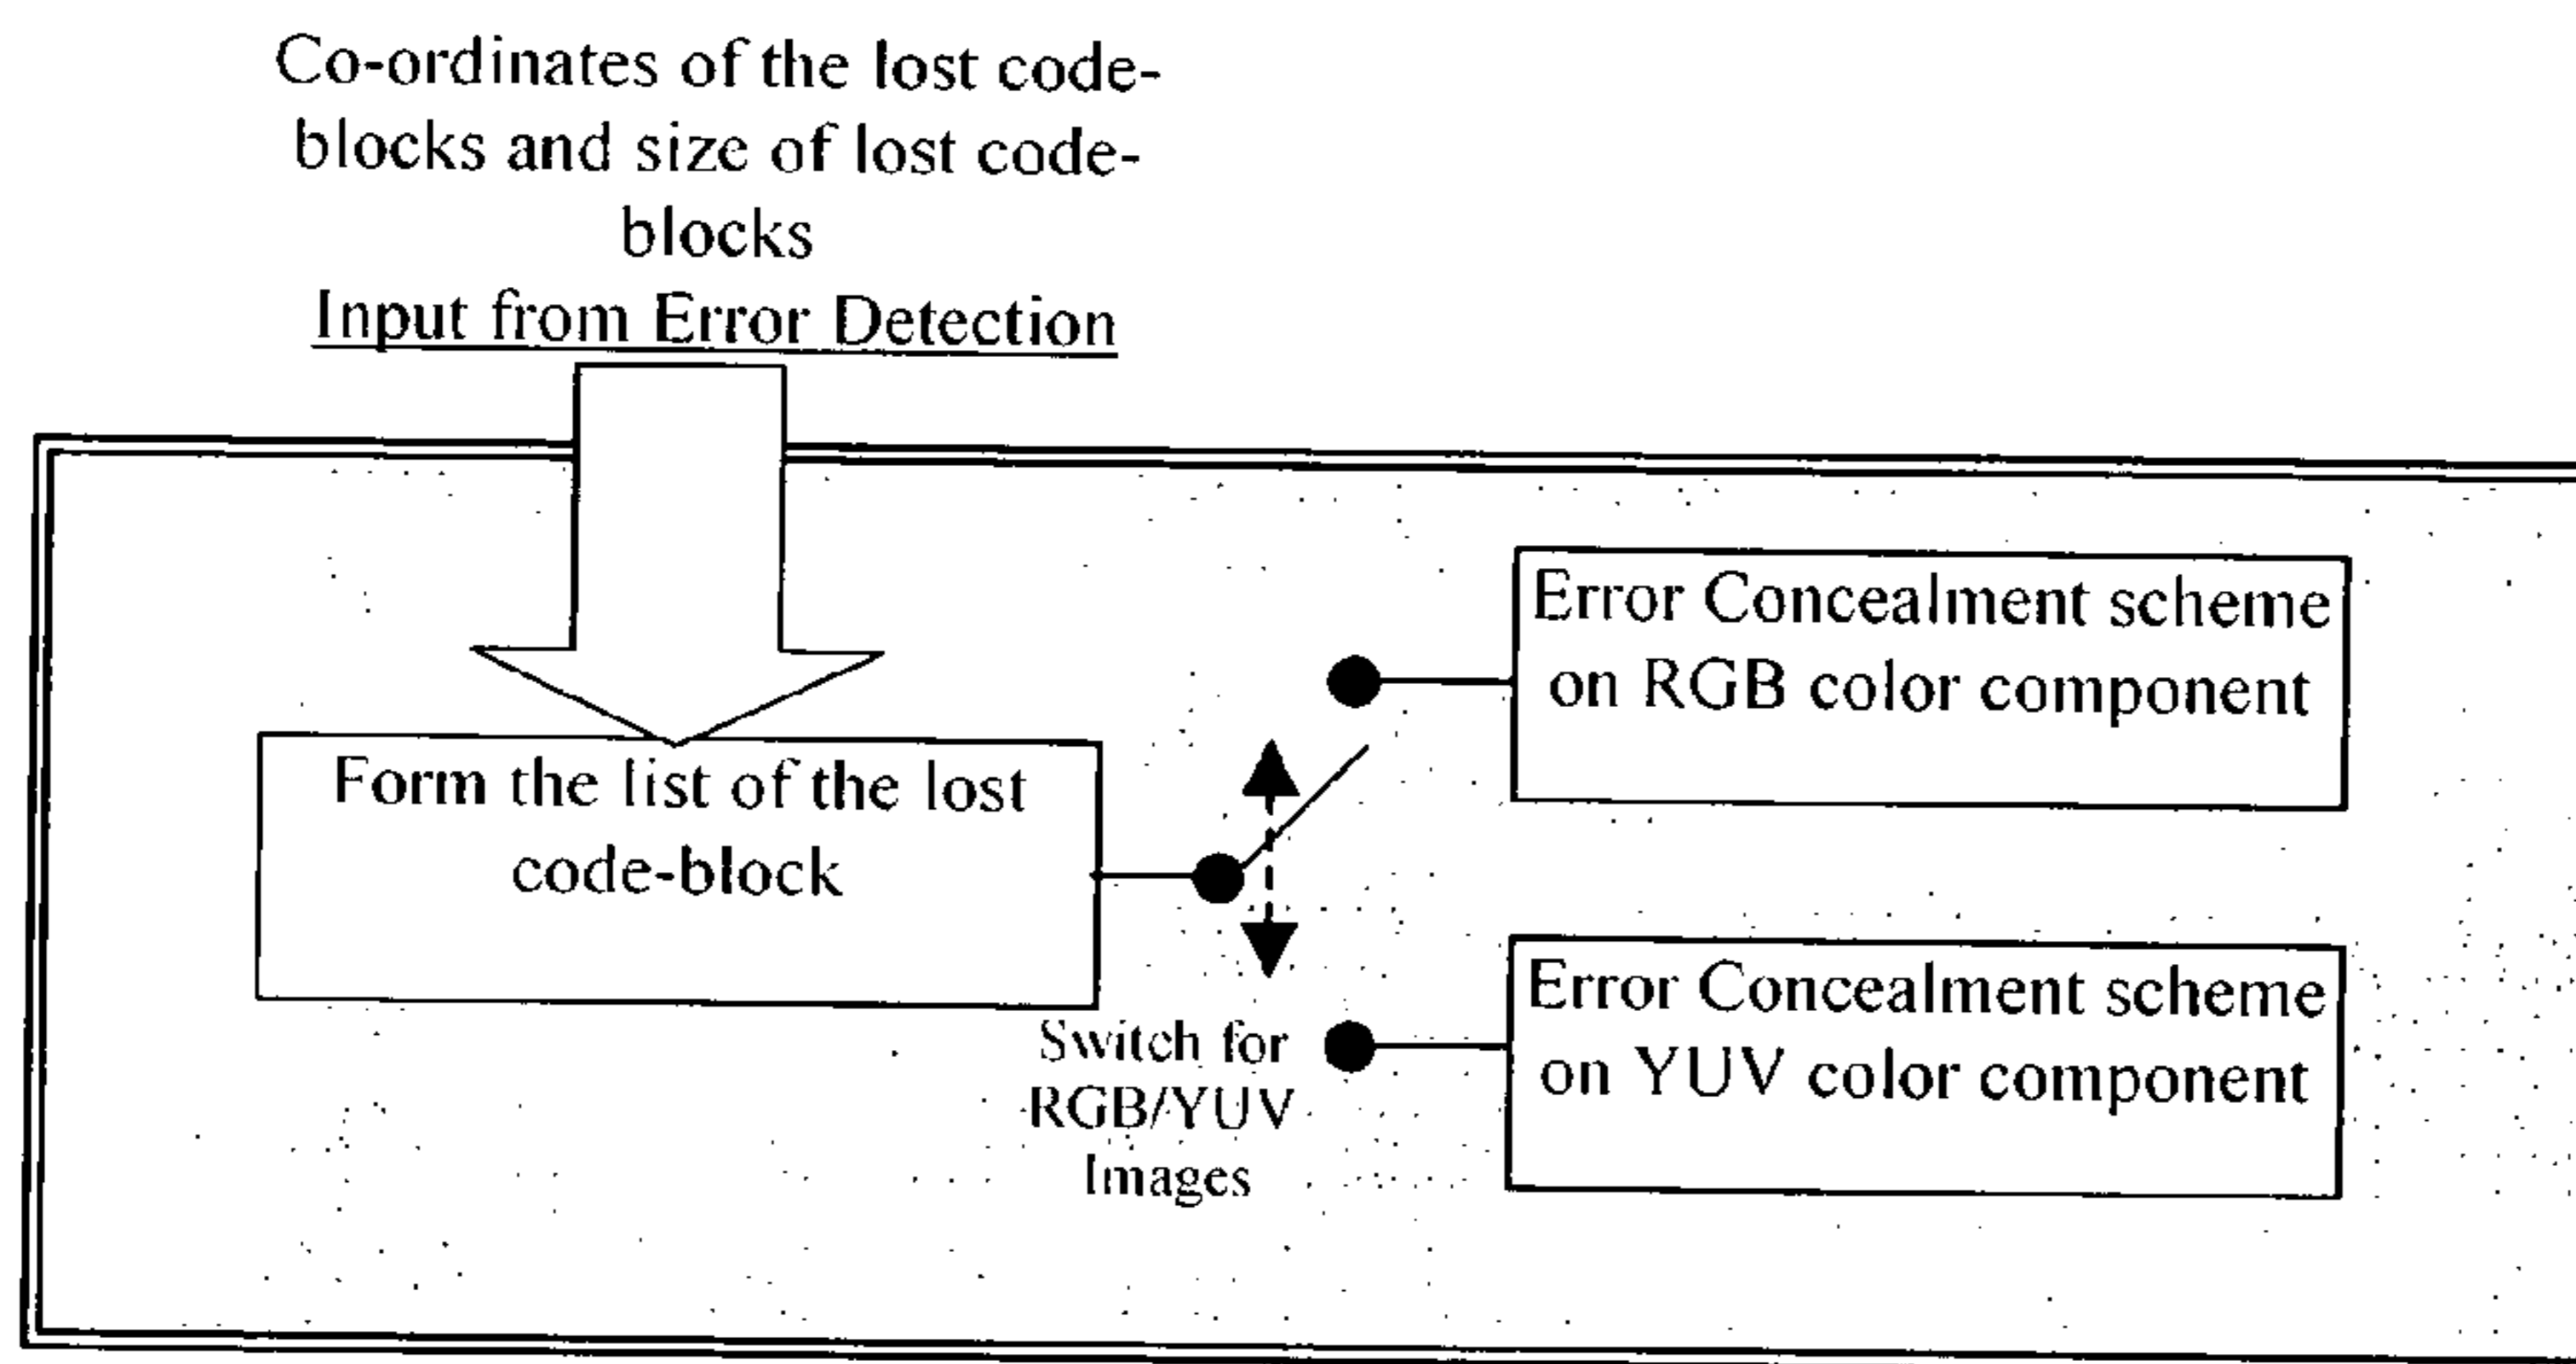 Co-ordinates of the lost code-
blocks and size of lost code-
blocks
Input from Error Detection
Form the list of the lost
code-block
Switch for
RGB/YUV
Images
Error Concealment scheme
on RGB color component
Error Concealment scheme
on YUV color component